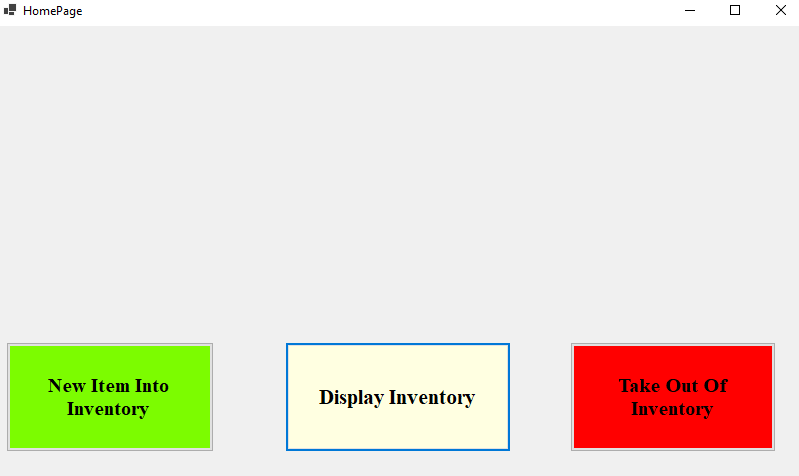 HomePage
New Item Into
Inventory
Display Inventory
Take Out Of
Inventory